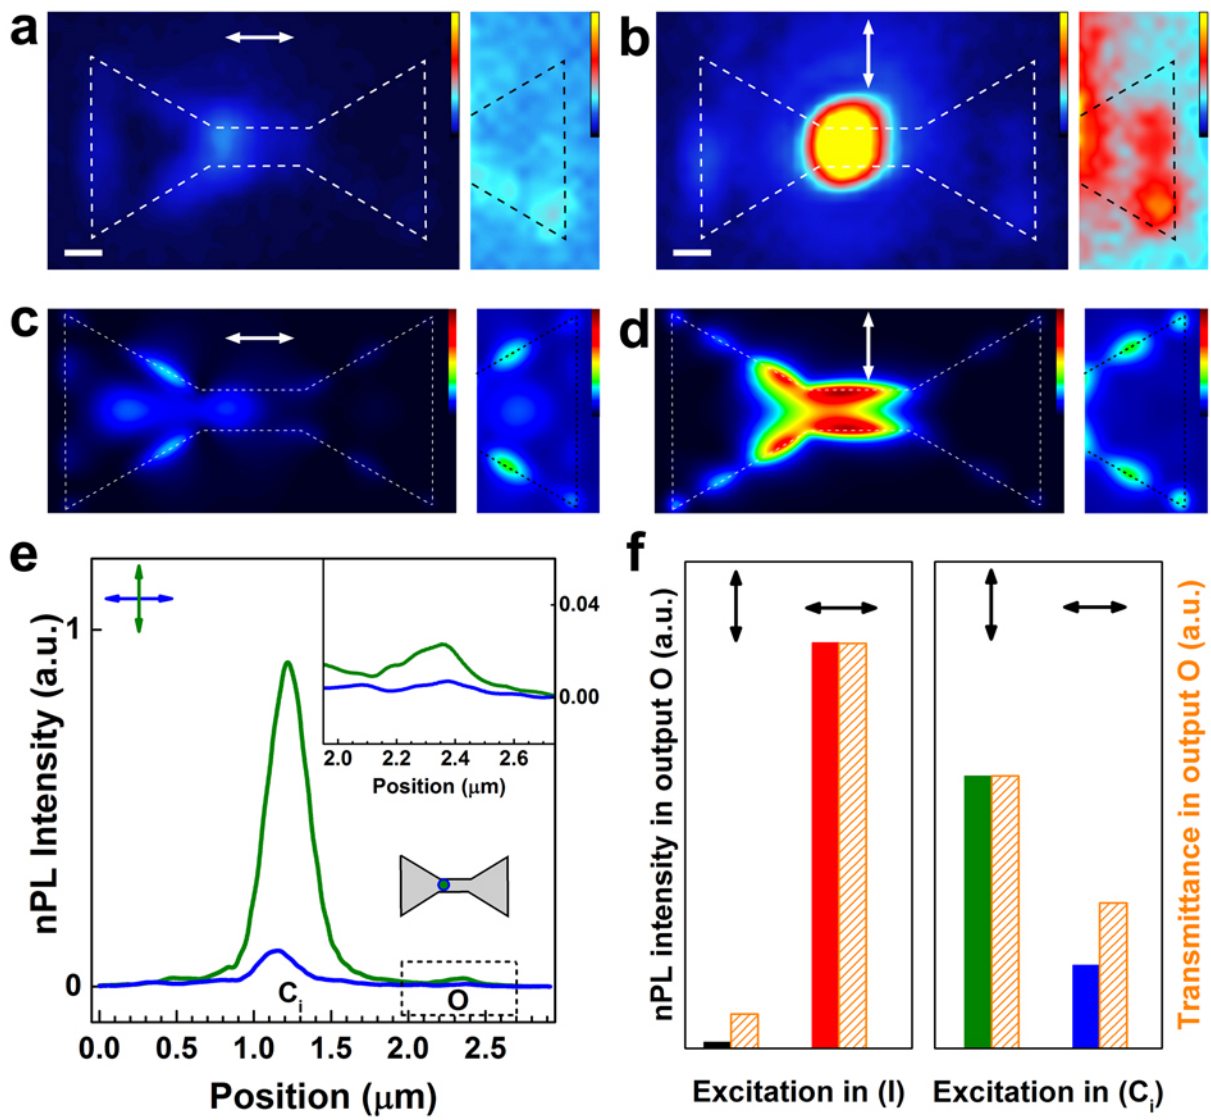 a
b
c
d
e
1
0
nPL Intensity (a.u.)
0.04
0.00
2.0 2.2 2.4 2.6
Position (μm)
Ci
O
0.0 0.5 1.0 1.5 2.0 2.5
Position (μm)
f
nPL intensity in output O (a.u.)
Transmittance in output O (a.u.)
Excitation in (I)
Excitation in (Ci)